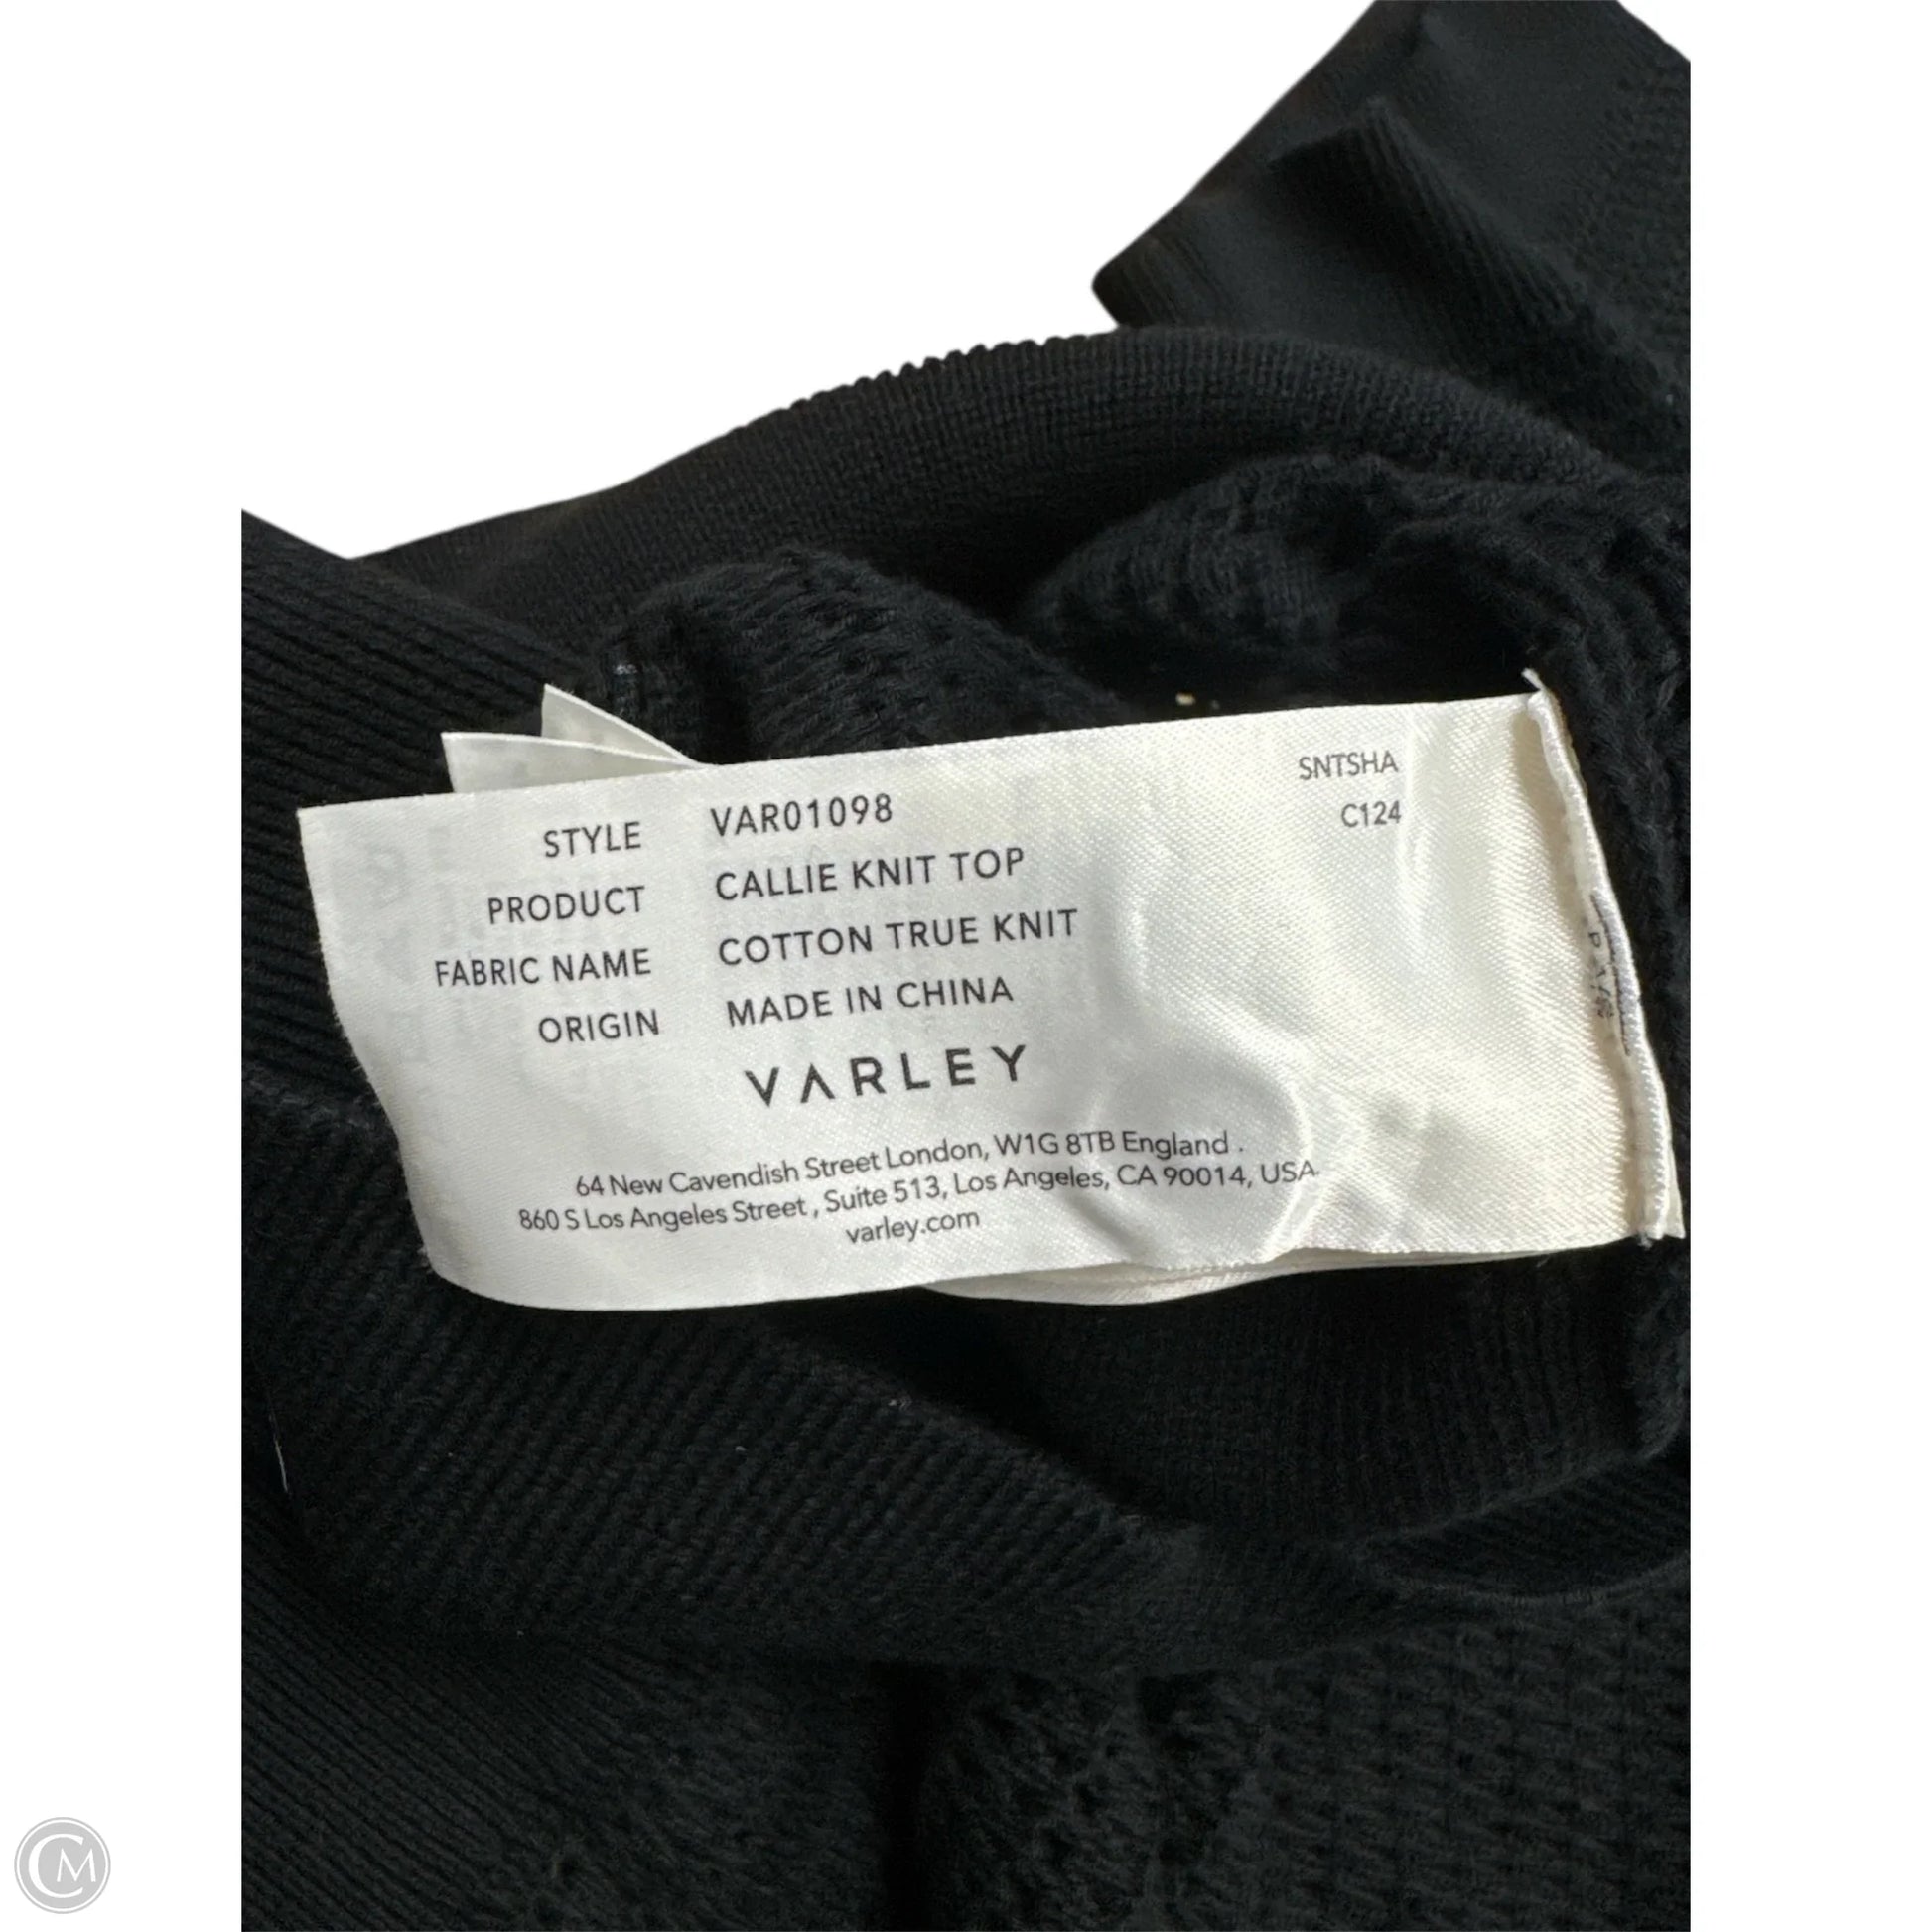 SNTSHA
C124
STYLE VAR01098
PRODUCT CALLIE KNIT TOP
FABRIC NAME COTTON TRUE KNIT
ORIGIN MADE IN CHINA
VARLEY
64 New Cavendish Street London, W1G 8TB England .
860 S Los Angeles Street , Suite 513, Los Angeles, CA 90014, USA
varley.com
CM